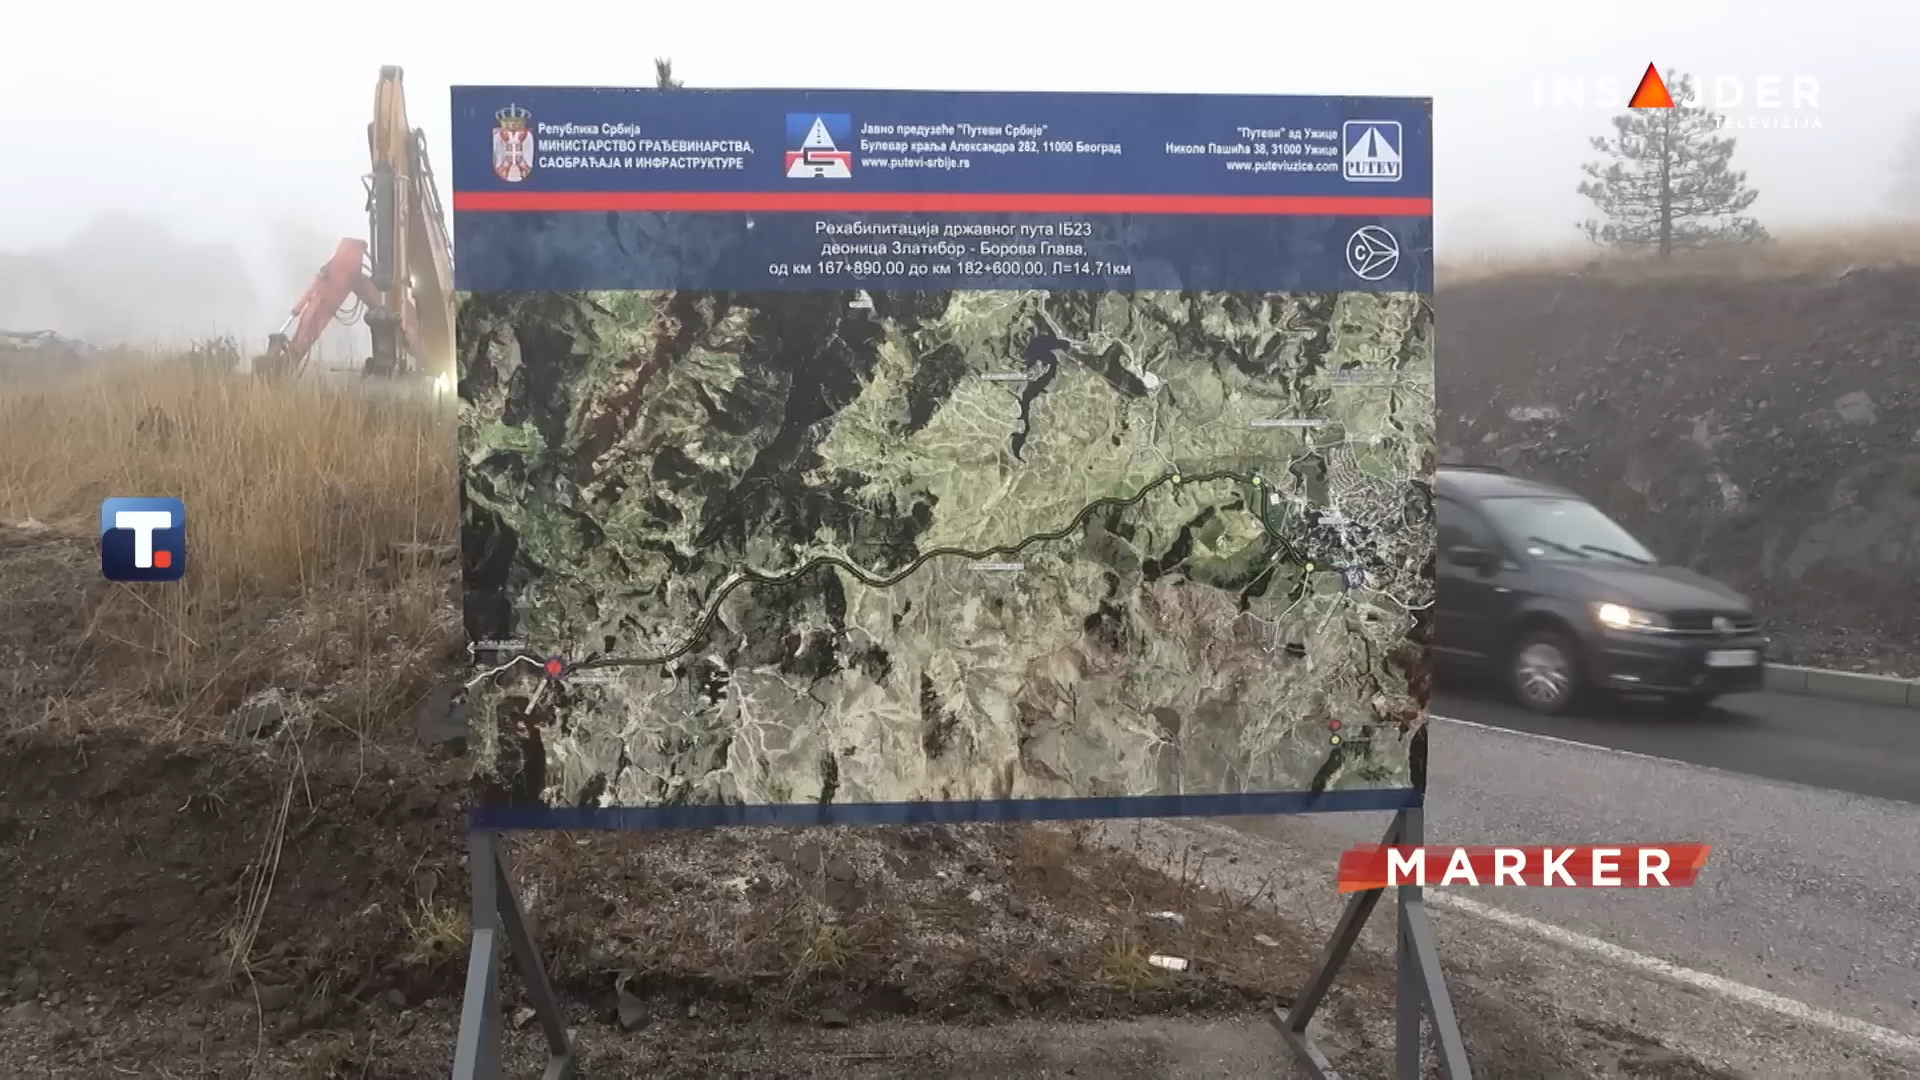 Република Србија
МИНИСТАРСТВО ГРАЂЕВИНАРСТВА,
САОБРАЋАЈА И ИНФРАСТРУКТУРЕ
Јавно предузеће "Путеви Србије"
Булевар краља Александра 282, 11000 Београд
www.putevi-srbije.rs
"Путеви" ад Ужице
Николе Пашића 38, 31000 Ужице
www.puteviuzice.com
PUTEVI
Рехабилитација државног пута IБ23
деоница Златибор - Борова Глава,
од км 167+890,00 до км 182+600,00, Л=14,71км
С
INSAJDER
TELEVIZIJA
T.
MARKER